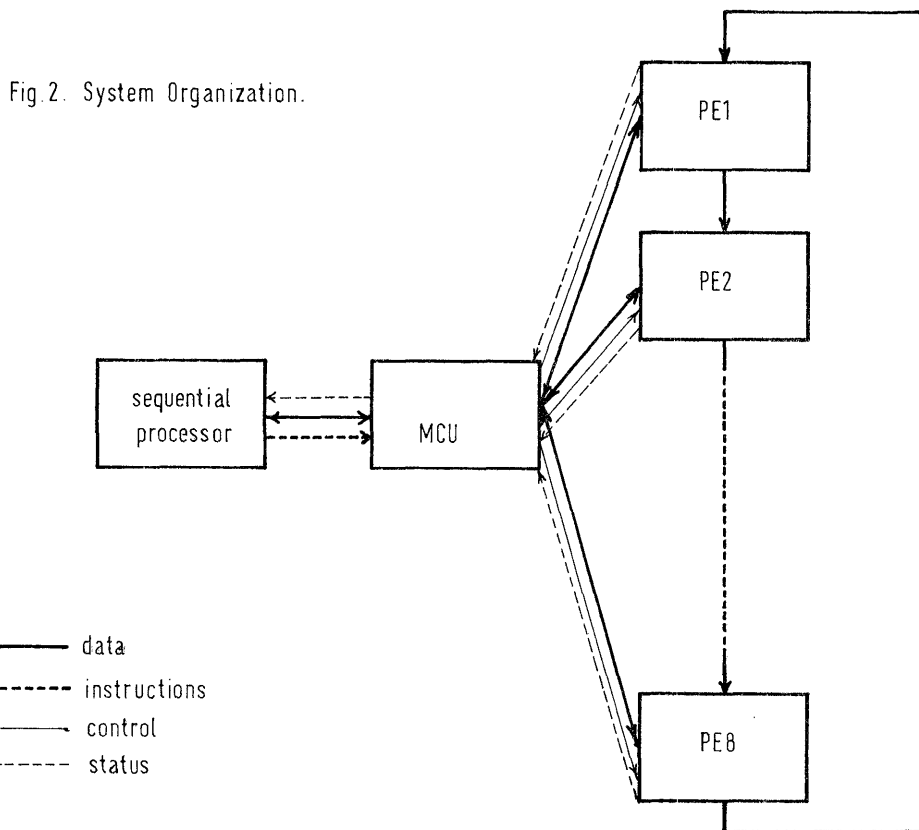 Fig.2. System Organization.
PE1
PE2
sequential
processor
MCU
PE8
data
instructions
control
status